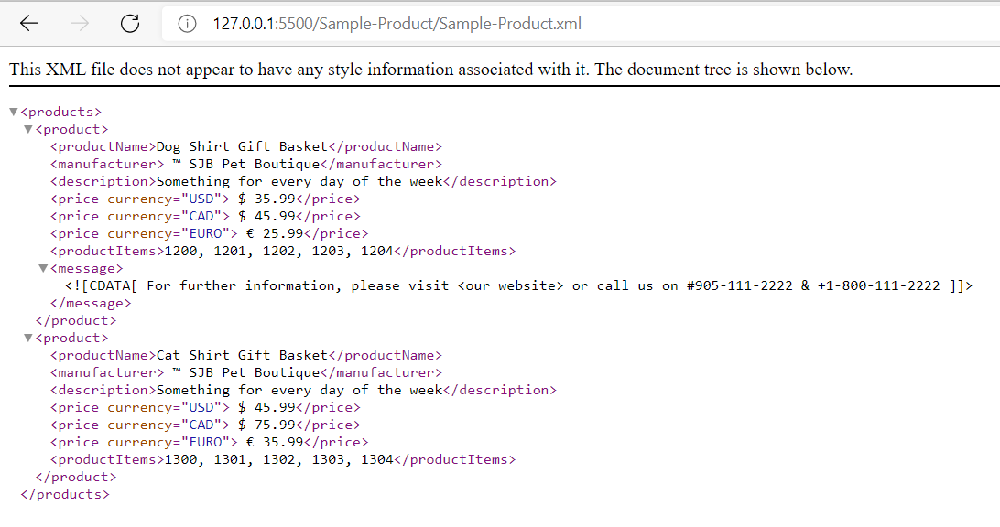 127.0.0.1:5500/Sample-Product/Sample-Product.xml
This XML file does not appear to have any style information associated with it. The document tree is shown below.
<products>
<product>
<productName>Dog Shirt Gift Basket</productName>
<manufacturer> ™ SJB Pet Boutique</manufacturer>
<description>Something for every day of the week</description>
<price currency="USD"> $ 35.99</price>
<price currency="CAD"> $ 45.99</price>
<price currency="EURO"> € 25.99</price>
<productItems>1200, 1201, 1202, 1203, 1204</productItems>
<message>
<![CDATA[ For further information, please visit <our website> or call us on #905-111-2222 & +1-800-111-2222 ]]>
</message>
</product>
<product>
<productName>Cat Shirt Gift Basket</productName>
<manufacturer> ™ SJB Pet Boutique</manufacturer>
<description>Something for every day of the week</description>
<price currency="USD"> $ 45.99</price>
<price currency="CAD"> $ 75.99</price>
<price currency="EURO"> € 35.99</price>
<productItems>1300, 1301, 1302, 1303, 1304</productItems>
</product>
</products>